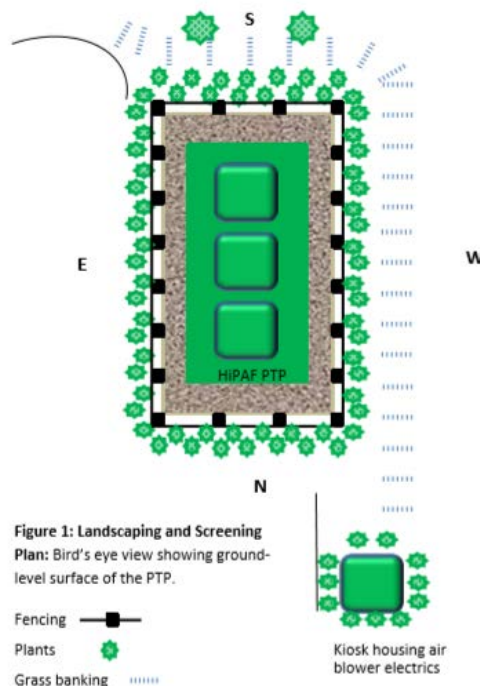 S
E
W
HiPAF PTP
N
Figure 1: Landscaping and Screening
Plan: Bird's eye view showing ground-
level surface of the PTP.
Fencing
Plants
Grass banking
Kiosk housing air
blower electrics